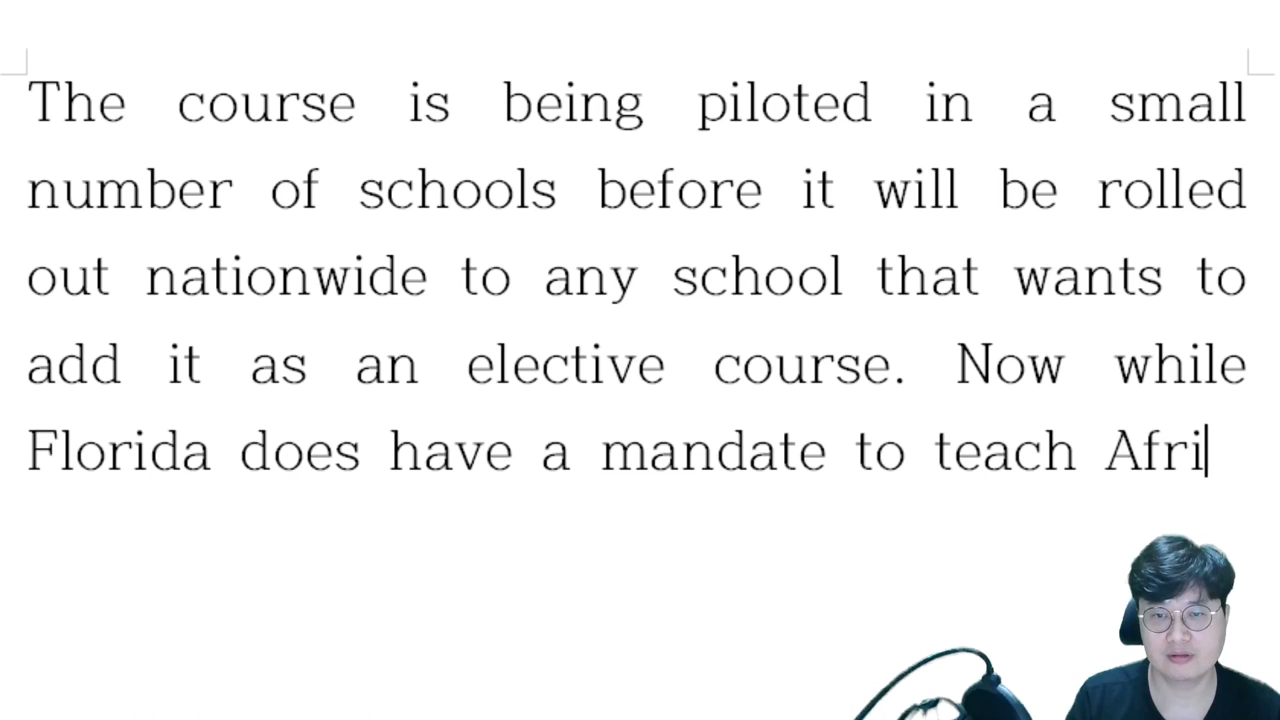 The course is being piloted in a small
number of schools before it will be rolled
out nationwide to any school that wants to
add it as an elective course. Now while
Florida does have a mandate to teach Afri